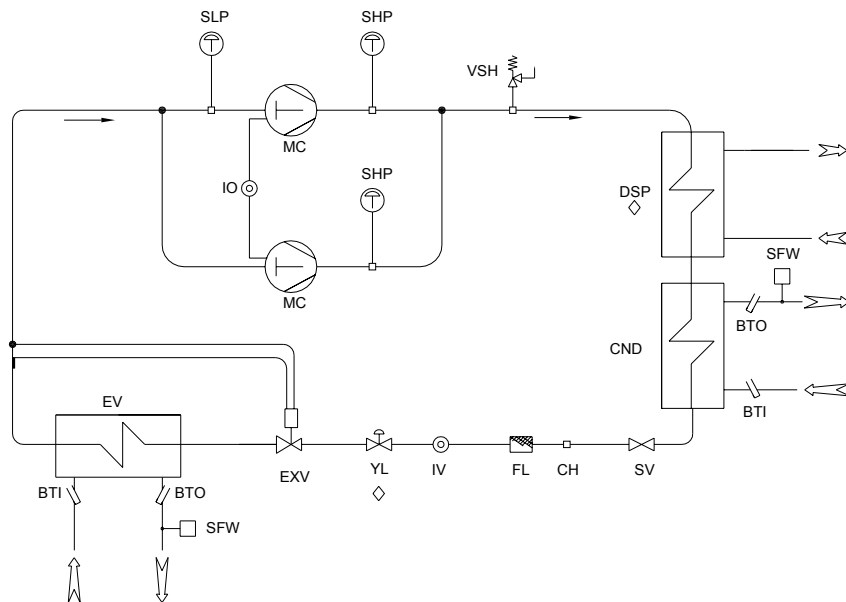 SLP
SHP
VSH
MC
IO
SHP
DSP
MC
SFW
BTO
CND
BTI
EV
EXV
YL
IV
FL
CH
SV
BTI
BTO
SFW